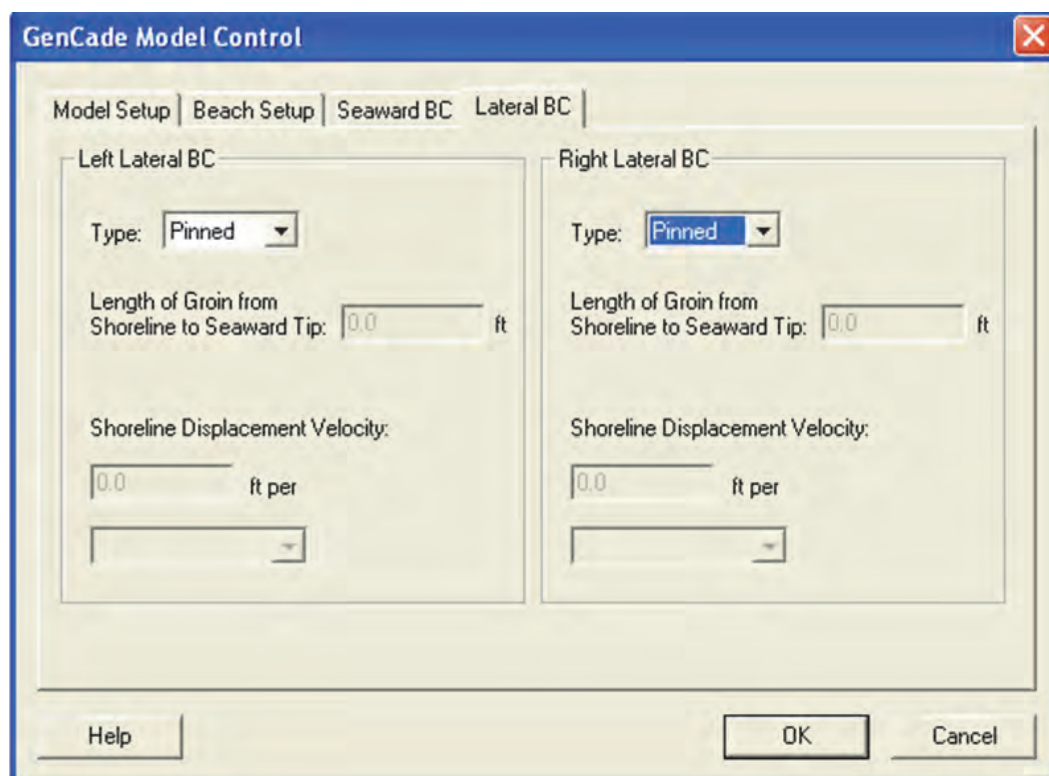 GenCade Model Control
Model Setup Beach Setup Seaward BC Lateral BC
Left Lateral BC
Type: Pinned
Length of Groin from
Shoreline to Seaward Tip: 0.0 ft
Shoreline Displacement Velocity:
0.0 ft per
Right Lateral BC
Type: Pinned
Length of Groin from
Shoreline to Seaward Tip: 0.0 ft
Shoreline Displacement Velocity:
0.0 ft per
Help OK Cancel